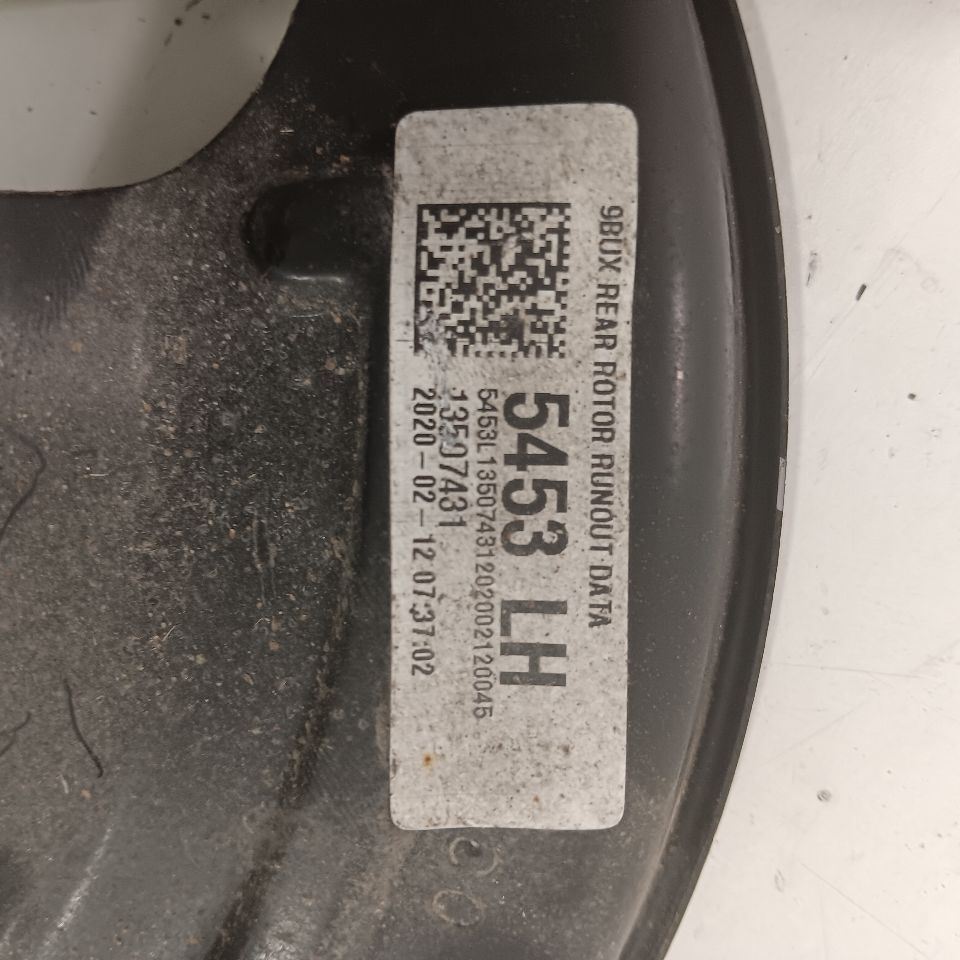 9BUX REAR ROTOR RUNOUT DATA
5453 LH
5453L13507431202002120045
13507431
2020-02-12 07:37:02